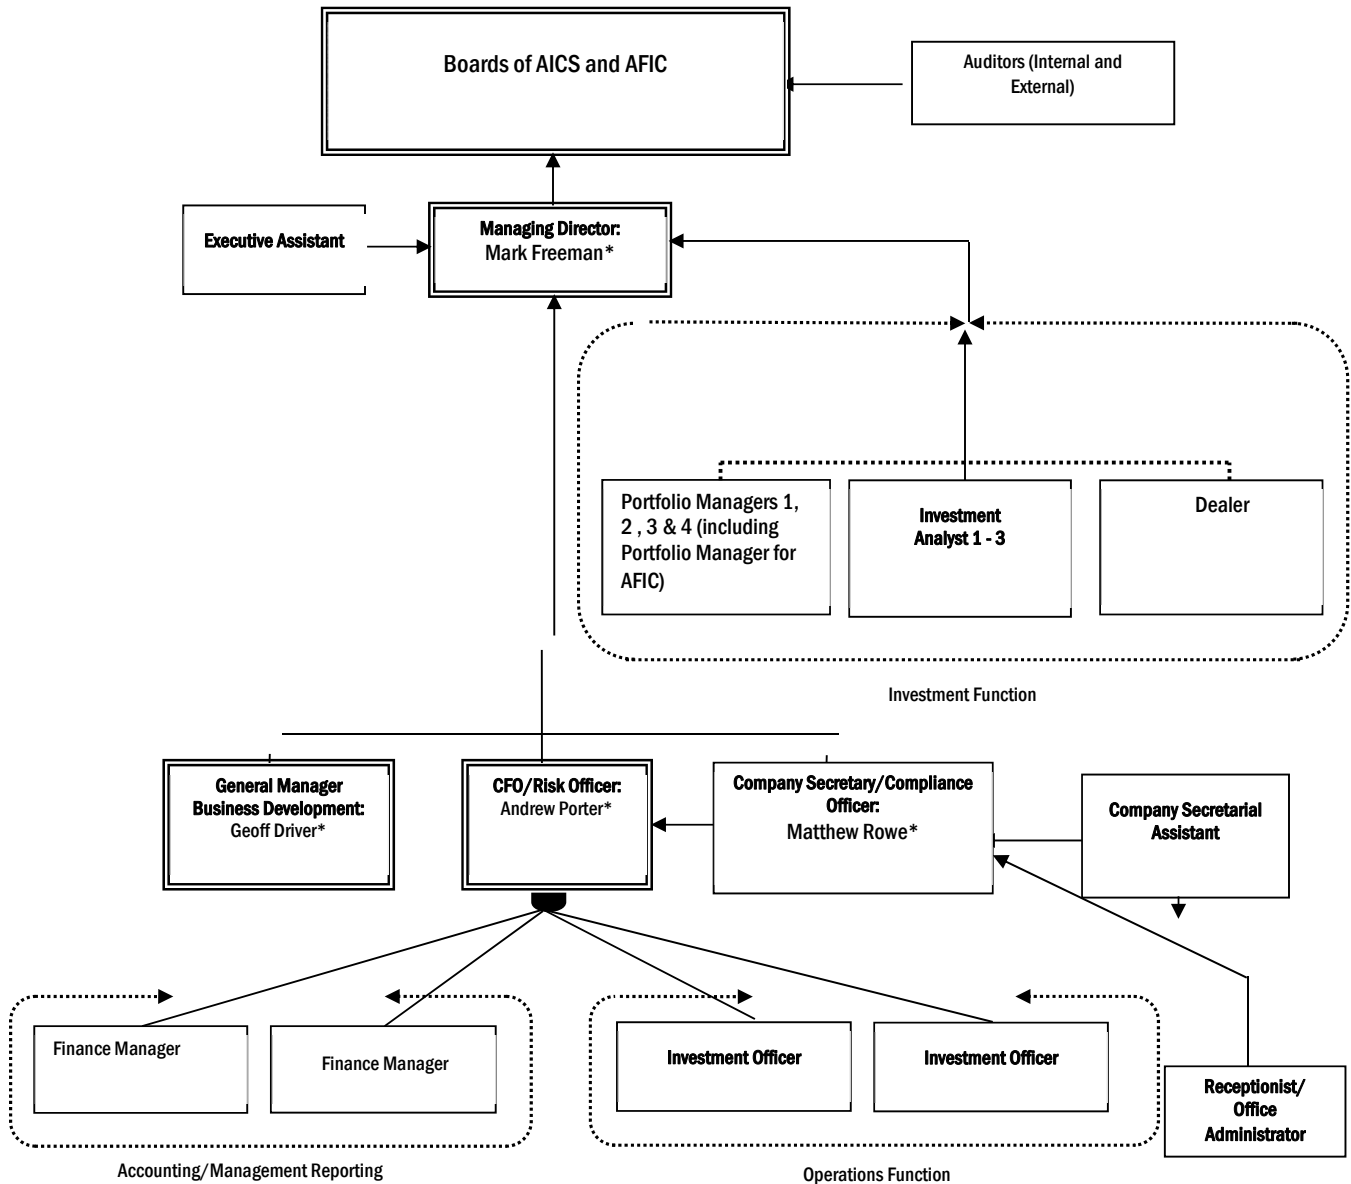 Boards of AICS and AFIC
Auditors (Internal and
External)
Executive Assistant
Managing Director:
Mark Freeman*
Portfolio Managers 1,
2 , 3 & 4 (including
Portfolio Manager for
AFIC)
Investment
Analyst 1 - 3
Dealer
Investment Function
General Manager
Business Development:
Geoff Driver*
CFO/Risk Officer:
Andrew Porter*
Company Secretary/Compliance
Officer:
Matthew Rowe*
Company Secretarial
Assistant
Finance Manager
Finance Manager
Investment Officer
Investment Officer
Receptionist/
Office
Administrator
Accounting/Management Reporting
Operations Function